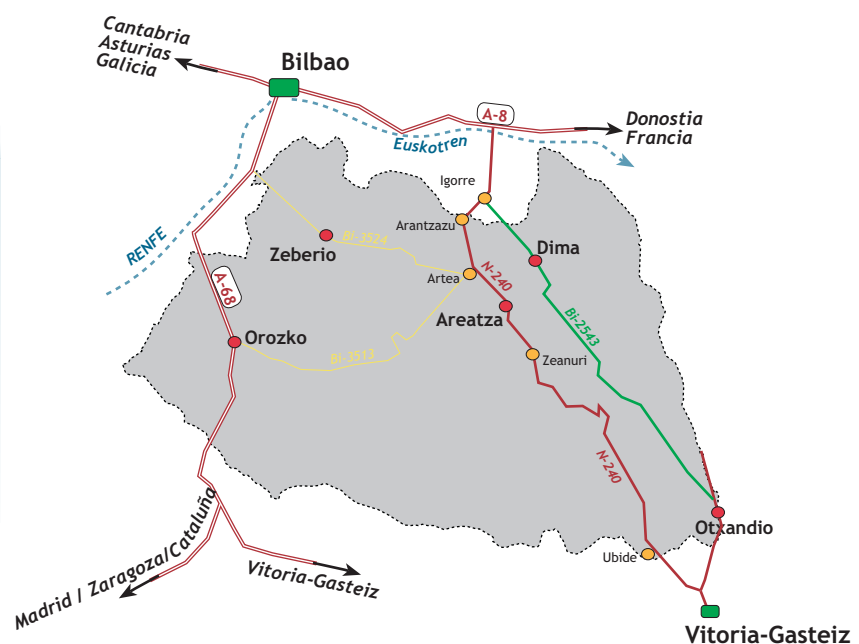 Cantabria
Asturias
Galicia
Bilbao
A-8
Donostia
Francia
Euskotren
Igorre
Arantzazu
RENFE
Zeberio
Bi-3524
Dima
Artea
N-240
A-68
Areatza
Bi-2543
Orozko
Bi-3513
Zeanuri
N-240
Madrid / Zaragoza/Cataluña
Otxandio
Ubide
Vitoria-Gasteiz
Vitoria-Gasteiz